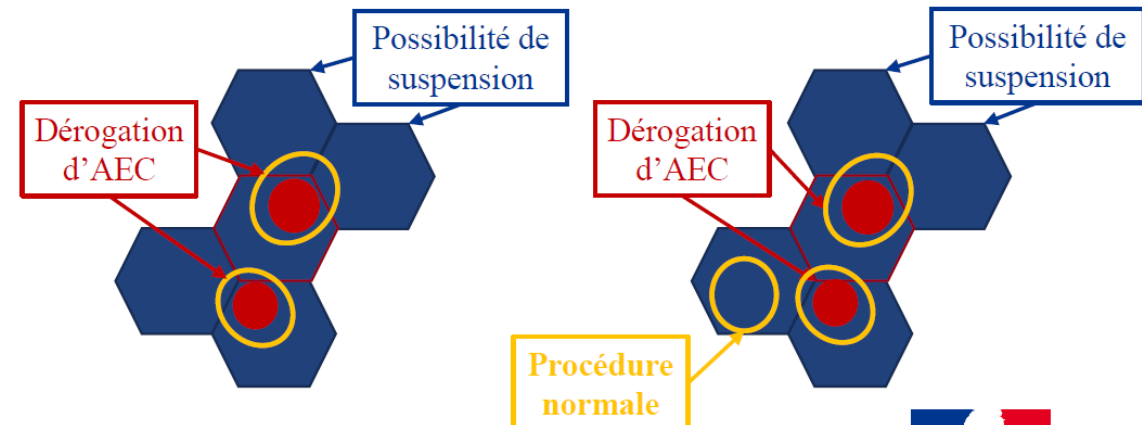 Possibilité de
suspension
Dérogation
d'AEC
Possibilité de
suspension
Dérogation
d'AEC
Procédure
normale